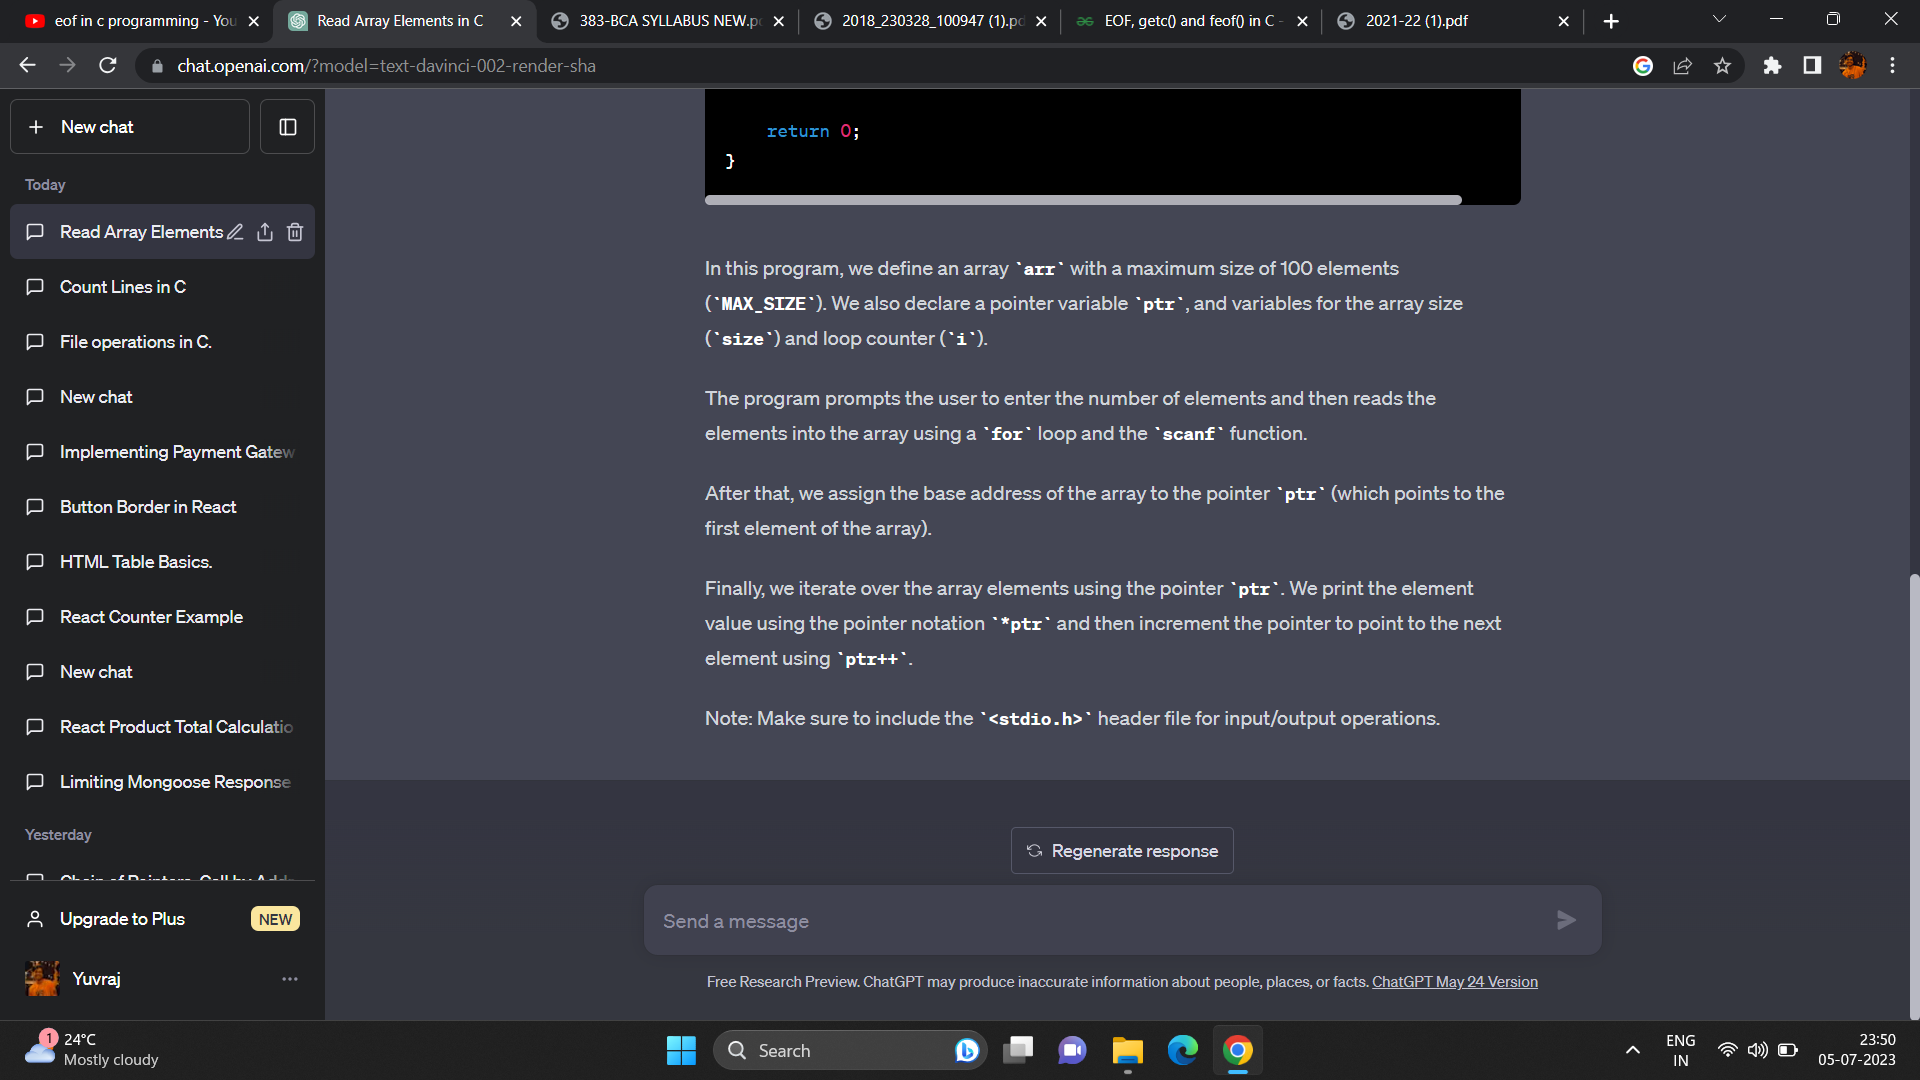 eof in c programming - You
Read Array Elements in C
383-BCA SYLLABUS NEW.p
2018_230328_100947 (1).pd
EOF, getc() and feof() in C -
2021-22 (1).pdf
chat.openai.com/?model=text-davinci-002-render-sha
New chat
Today
Read Array Elements
Count Lines in C
File operations in C.
New chat
Implementing Payment Gatew
Button Border in React
HTML Table Basics.
React Counter Example
New chat
React Product Total Calculatio
Limiting Mongoose Response
Yesterday
Upgrade to Plus NEW
Yuvraj
return 0;
}
In this program, we define an array `arr` with a maximum size of 100 elements
(`MAX_SIZE`). We also declare a pointer variable `ptr`, and variables for the array size
(`size`) and loop counter (`i`).
The program prompts the user to enter the number of elements and then reads the
elements into the array using a `for` loop and the `scanf` function.
After that, we assign the base address of the array to the pointer `ptr` (which points to the
first element of the array).
Finally, we iterate over the array elements using the pointer `ptr`. We print the element
value using the pointer notation `*ptr` and then increment the pointer to point to the next
element using `ptr++`.
Note: Make sure to include the `<stdio.h>` header file for input/output operations.
Regenerate response
Send a message
Free Research Preview. ChatGPT may produce inaccurate information about people, places, or facts. ChatGPT May 24 Version
1
24°C
Mostly cloudy
Search
ENG
IN
23:50
05-07-2023